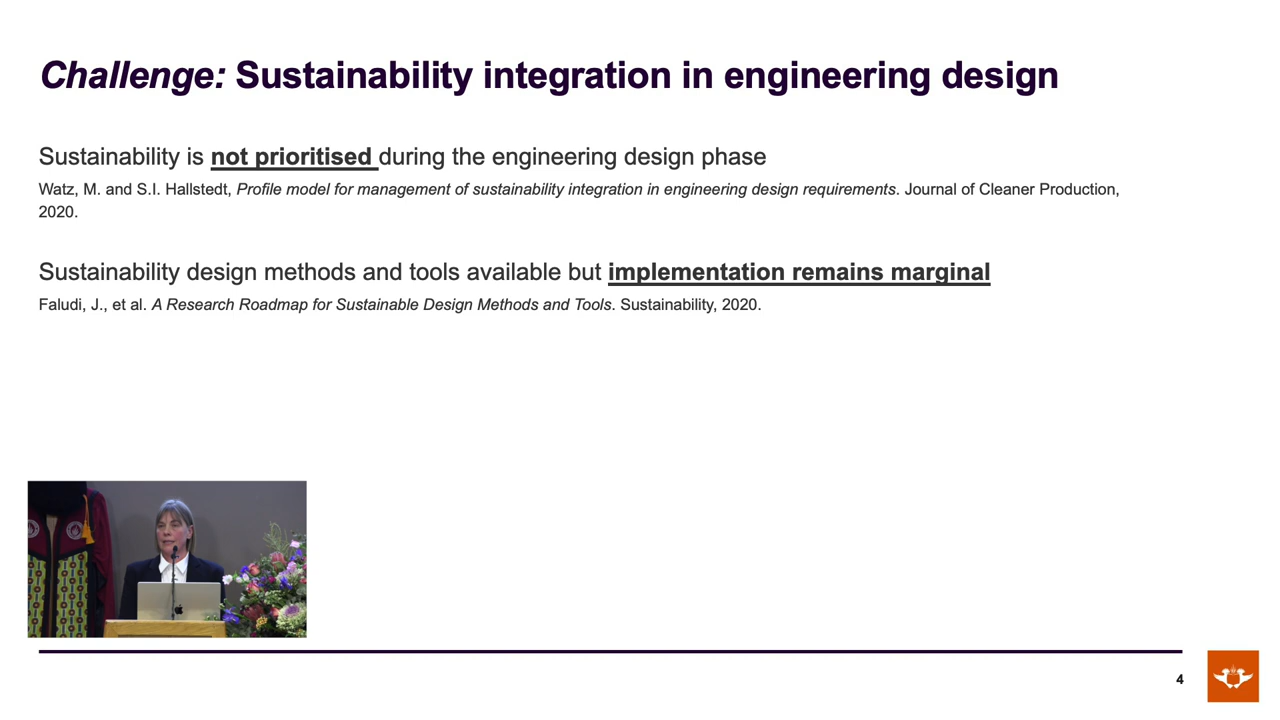 Challenge: Sustainability integration in engineering design
Sustainability is not prioritised during the engineering design phase
Watz, M. and S.I. Hallstedt, Profile model for management of sustainability integration in engineering design requirements. Journal of Cleaner Production,
2020.
Sustainability design methods and tools available but implementation remains marginal
Faludi, J., et al. A Research Roadmap for Sustainable Design Methods and Tools. Sustainability, 2020.
4